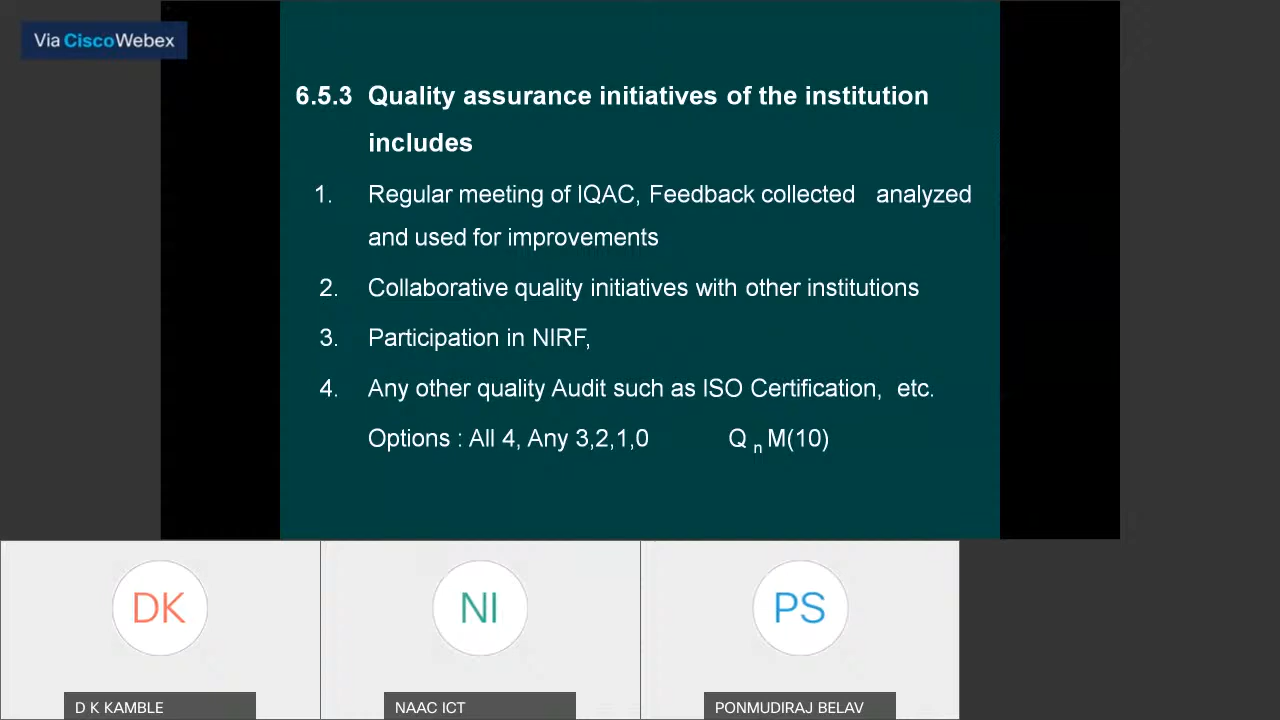 Via CiscoWebex
6.5.3 Quality assurance initiatives of the institution
includes
1. Regular meeting of IQAC, Feedback collected analyzed
and used for improvements
2. Collaborative quality initiatives with other institutions
3. Participation in NIRF,
4. Any other quality Audit such as ISO Certification, etc.
Options : All 4, Any 3,2,1,0 Q n M(10)
DK NI PS
D K KAMBLE NAAC ICT PONMUDIRAJ BELAV